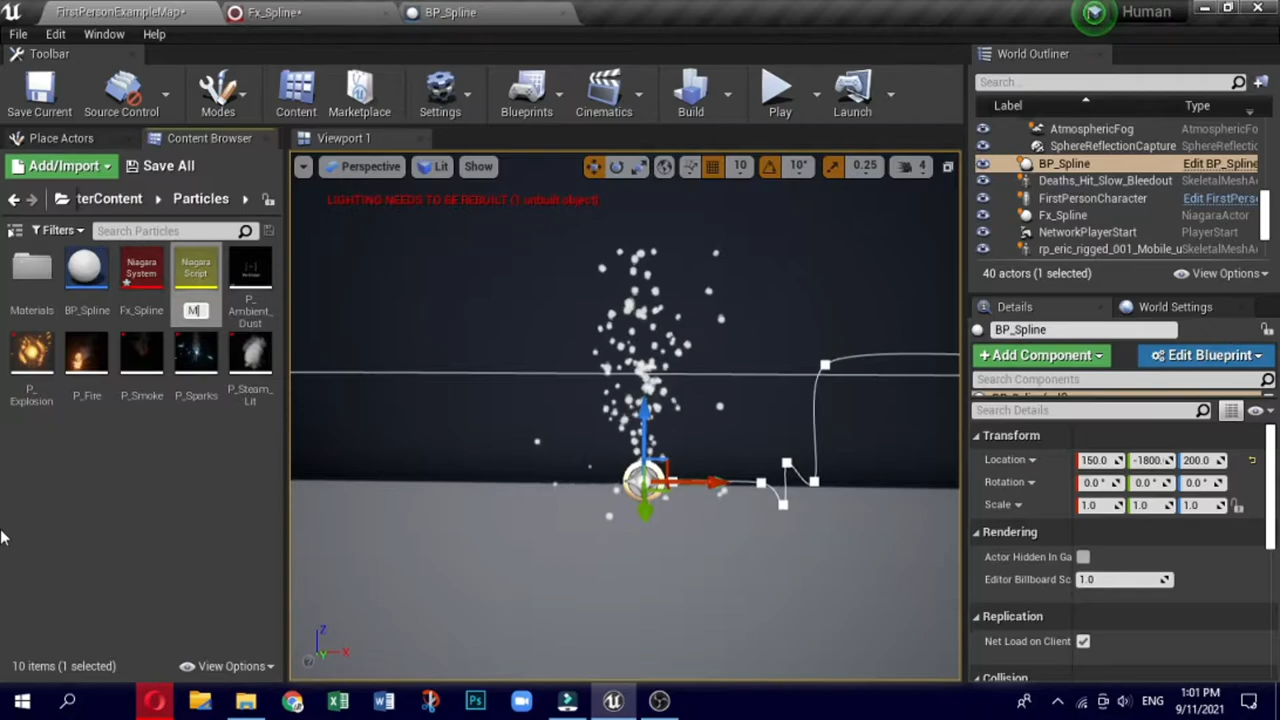 FirstPersonExampleMap*
Fx_Spline*
BP_Spline
Human
File
Edit
Window
Help
Toolbar
Save Current
Source Control
Modes
Content
Marketplace
Settings
Blueprints
Cinematics
Build
Play
Launch
Place Actors
Content Browser
Add/Import
Save All
terContent
Particles
Filters
Search Particles
Niagara
System
Niagara
Script
Materials
BP_Spline
Fx_Spline
M
P_
Ambient_
Dust
P_
Explosion
P_Fire
P_Smoke
P_Sparks
P_Steam_
Lit
10 items (1 selected)
View Options
Viewport 1
Perspective
Lit
Show
10
10°
0.25
4
LIGHTING NEEDS TO BE REBUILT (1 unbuilt object)
Z
X
World Outliner
Search
Label
Type
AtmosphericFog
AtmosphericFo
SphereReflectionCapture
SphereReflecti
BP_Spline
Edit BP_Spline
Deaths_Hit_Slow_Bleedout
SkeletalMeshA
FirstPersonCharacter
Edit FirstPerso
Fx_Spline
NiagaraActor
NetworkPlayerStart
PlayerStart
rp_eric_rigged_001_Mobile_u
SkeletalMeshA
40 actors (1 selected)
View Options
Details
World Settings
BP_Spline
Add Component
Edit Blueprint
Search Components
Search Details
Transform
Location
150.0
-1800.
200.0
Rotation
0.0 °
0.0 °
0.0 °
Scale
1.0
1.0
1.0
Rendering
Actor Hidden In Ga
Editor Billboard Sc
1.0
Replication
Net Load on Client
Collision
ENG
1:01 PM
9/11/2021